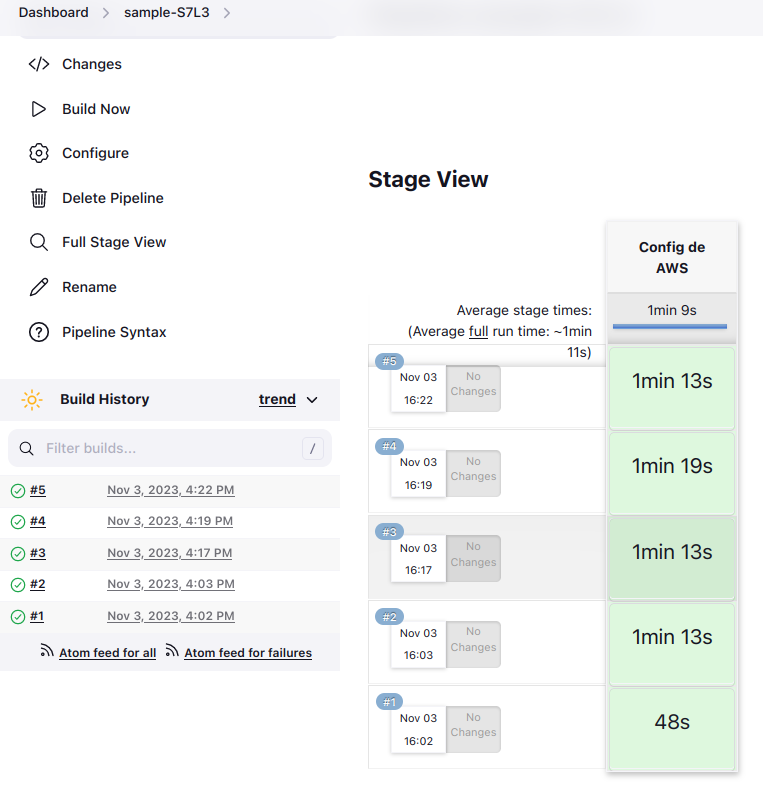 Dashboard > sample-S7L3 >
Changes
Build Now
Configure
Delete Pipeline
Full Stage View
Rename
Pipeline Syntax
Build History trend
Filter builds... /
#5 Nov 3, 2023, 4:22 PM
#4 Nov 3, 2023, 4:19 PM
#3 Nov 3, 2023, 4:17 PM
#2 Nov 3, 2023, 4:03 PM
#1 Nov 3, 2023, 4:02 PM
Atom feed for all Atom feed for failures
Stage View
Config de
AWS
Average stage times:
1min 9s
(Average full run time: ~1min
11s)
#5
Nov 03
16:22
No
Changes
1min 13s
#4
Nov 03
16:19
No
Changes
1min 19s
#3
Nov 03
16:17
No
Changes
1min 13s
#2
Nov 03
16:03
No
Changes
1min 13s
#1
Nov 03
16:02
No
Changes
48s